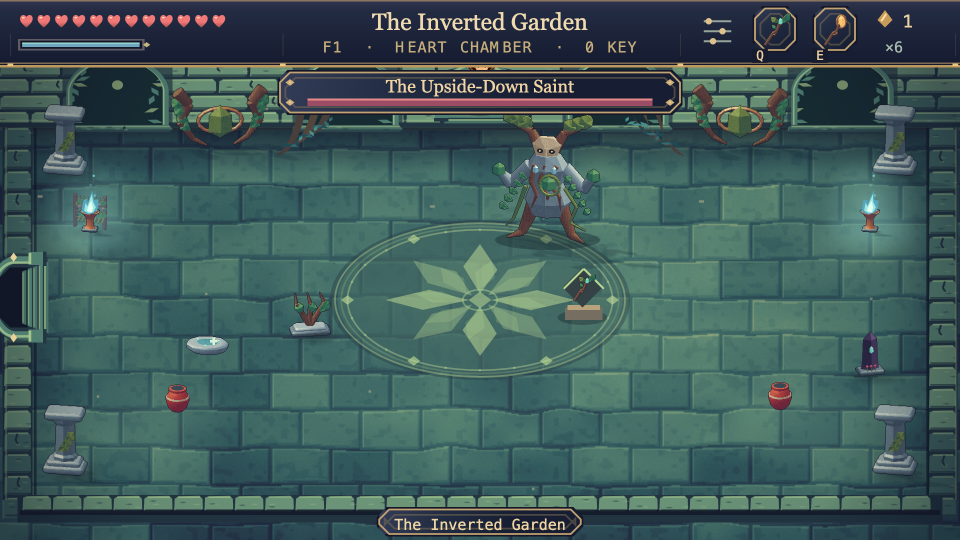 The Inverted Garden
F1 · HEART CHAMBER · 0 KEY
Q
E
1
×6
The Upside-Down Saint
The Inverted Garden